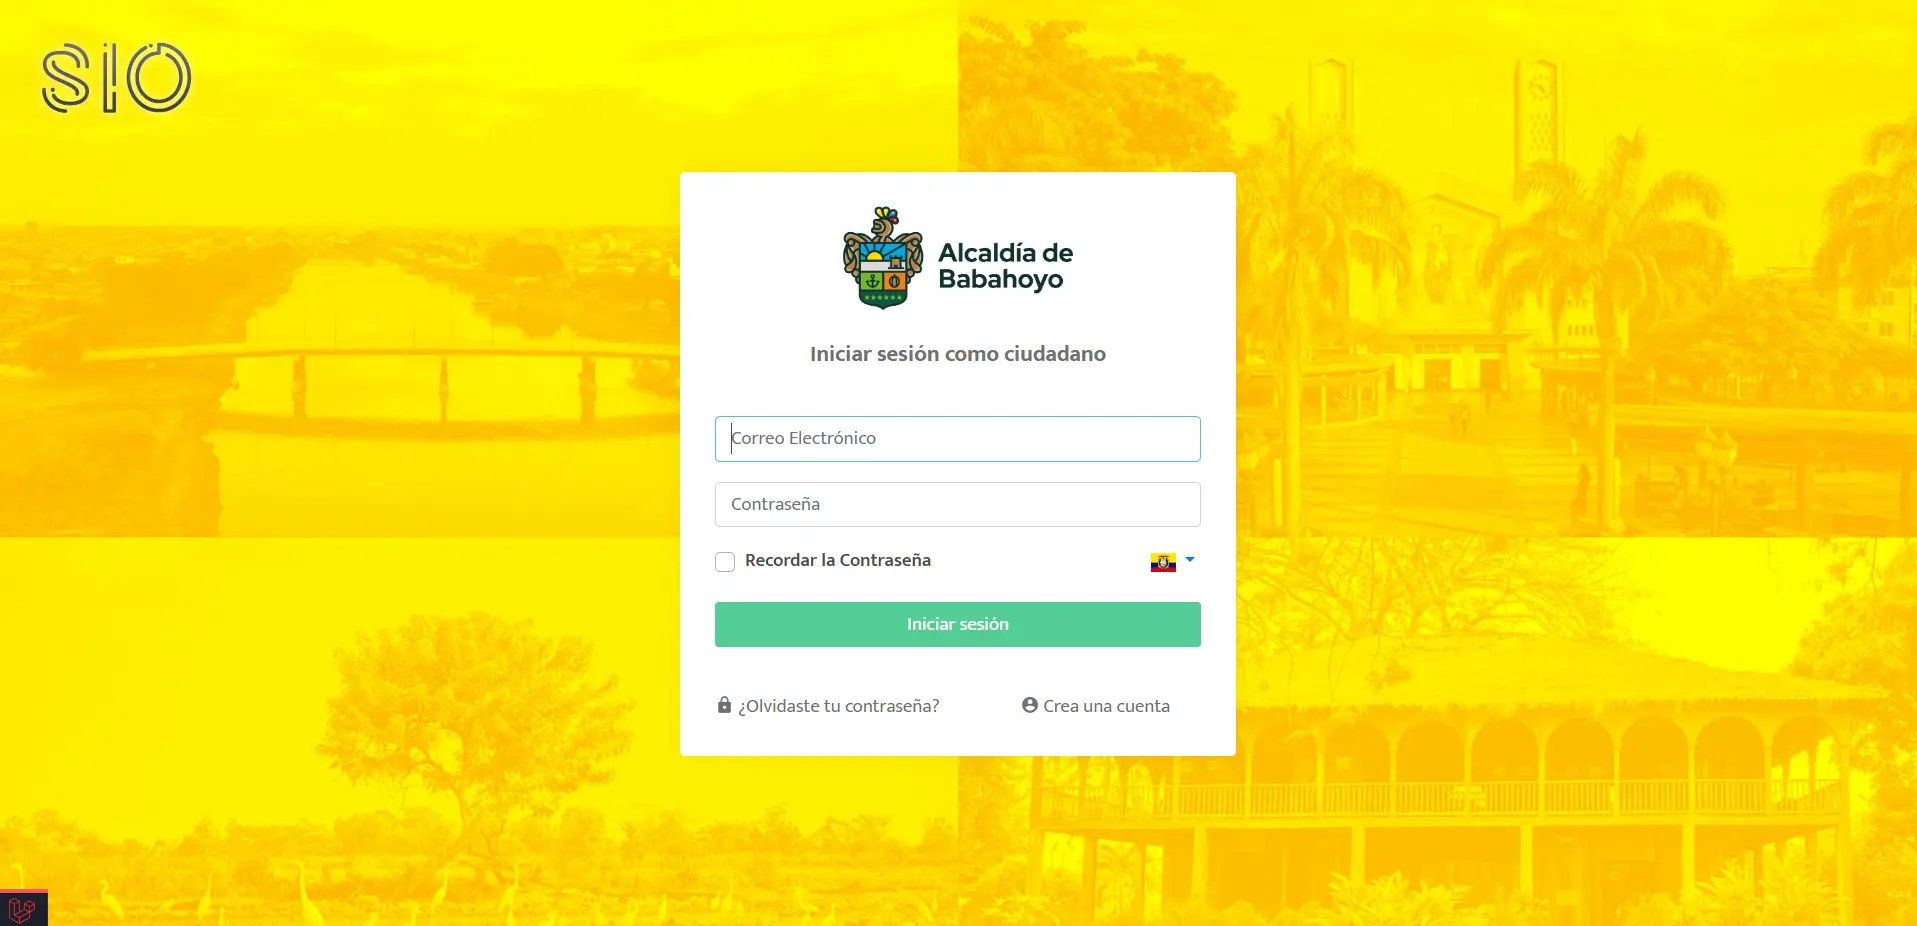 SIO
Alcaldía de
Babahoyo
Iniciar sesión como ciudadano
Correo Electrónico
Contraseña
Recordar la Contraseña
Iniciar sesión
¿Olvidaste tu contraseña?
Crea una cuenta